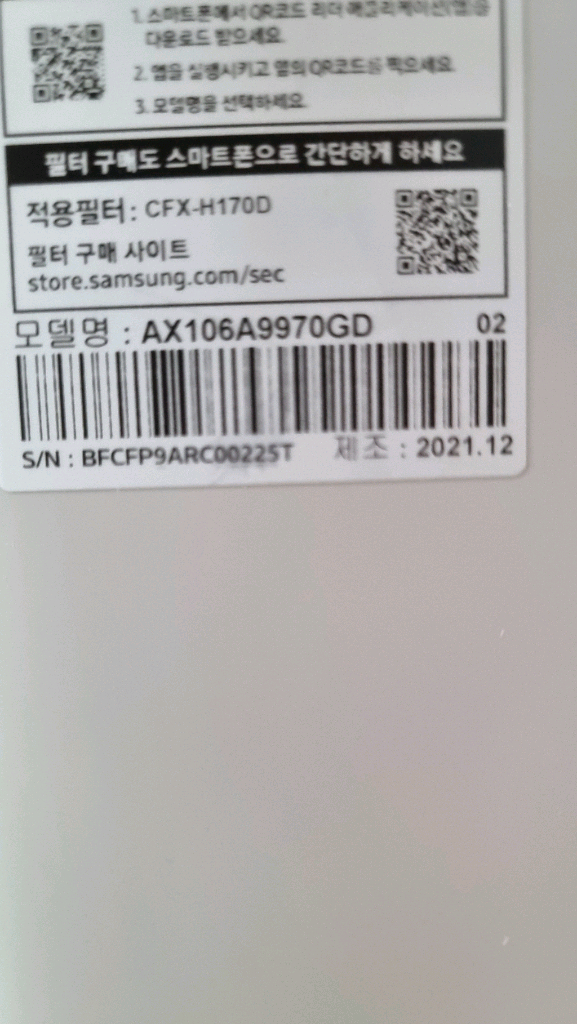 1. 스마트폰에서 QR코드 리더 애플리케이션(앱)을
다운로드 받으세요.
2. 앱을 실행시키고 옆의 QR코드를 찍으세요.
3. 모델명을 선택하세요.
필터 구매도 스마트폰으로 간단하게 하세요
적용필터 : CFX-H170D
필터 구매 사이트
store.samsung.com/sec
모델명 : AX106A9970GD 02
S/N : BFCFP9ARC00225T 제조 : 2021.12